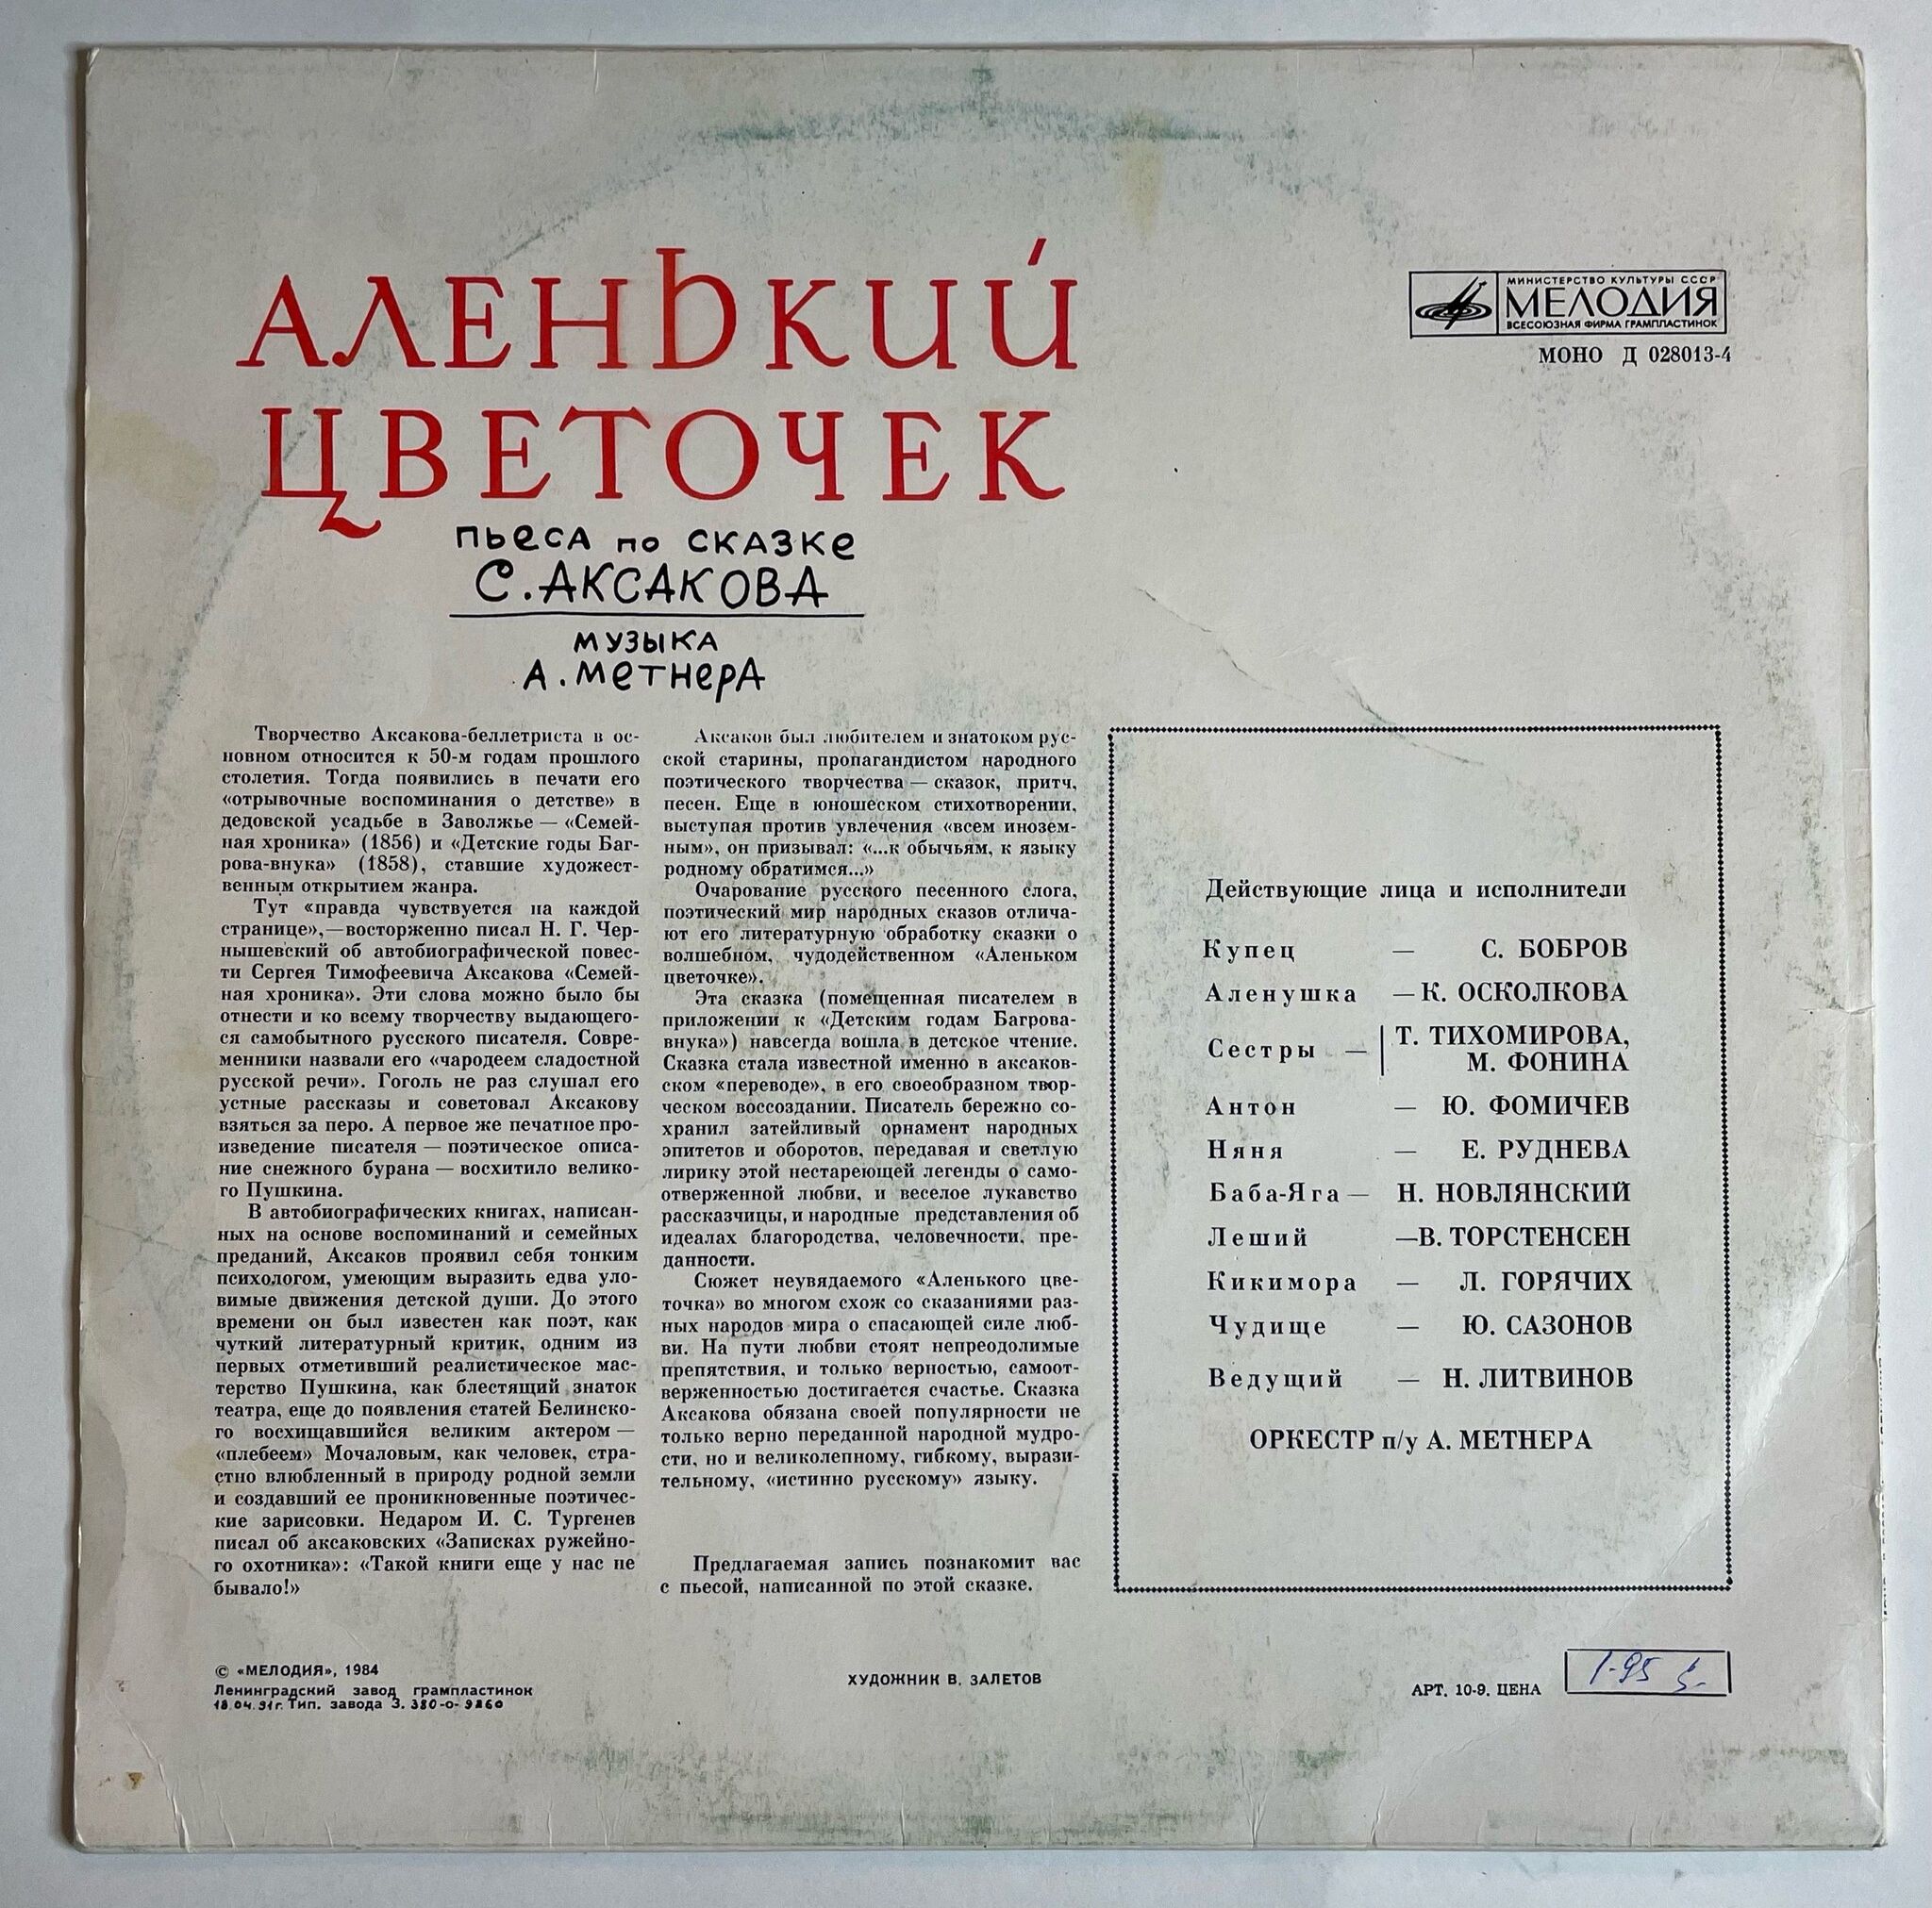 АЛЕНЬКИЙ
ЦВЕТОЧЕК
ПЬЕСА ПО СКАЗКЕ
С. АКСАКОВА
МУЗЫКА
А. МЕТНЕРА
МИНИСТЕРСТВО КУЛЬТУРЫ СССР
МЕЛОДИЯ
ВСЕСОЮЗНАЯ ФИРМА ГРАМПЛАСТИНОК
МОНО Д 028013-4
Творчество Аксакова-беллетриста в ос-
новном относится к 50-м годам прошлого
столетия. Тогда появились в печати его
«отрывочные воспоминания о детстве» в
дедовской усадьбе в Заволжье — «Семей-
ная хроника» (1856) и «Детские годы Баг-
рова-внука» (1858), ставшие художест-
венным открытием жанра.
Тут «правда чувствуется на каждой
странице»,—восторженно писал Н. Г. Чер-
нышевский об автобиографической повес-
ти Сергея Тимофеевича Аксакова «Семей-
ная хроника». Эти слова можно было бы
отнести и ко всему творчеству выдающего-
ся самобытного русского писателя. Совре-
менники назвали его «чародеем сладостной
русской речи». Гоголь не раз слушал его
устные рассказы и советовал Аксакову
взяться за перо. А первое же печатное про-
изведение писателя — поэтическое описа-
ние снежного бурана — восхитило велико-
го Пушкина.
В автобиографических книгах, написан-
ных на основе воспоминаний и семейных
преданий, Аксаков проявил себя тонким
психологом, умеющим выразить едва уло-
вимые движения детской души. До этого
времени он был известен как поэт, как
чуткий литературный критик, одним из
первых отметивший реалистическое мас-
терство Пушкина, как блестящий знаток
театра, еще до появления статей Белинско-
го восхищавшийся великим актером —
«плебеем» Мочаловым, как человек, стра-
стно влюбленный в природу родной земли
и создавший ее проникновенные поэтичес-
кие зарисовки. Недаром И. С. Тургенев
писал об аксаковских «Записках ружейно-
го охотника»: «Такой книги еще у нас не
бывало!»
Аксаков был любителем и знатоком рус-
ской старины, пропагандистом народного
поэтического творчества — сказок, притч,
песен. Еще в юношеском стихотворении,
выступая против увлечения «всем инозем-
ным», он призывал: «...к обычьям, к языку
родному обратимся...»
Очарование русского песенного слога,
поэтический мир народных сказов отлича-
ют его литературную обработку сказки о
волшебном, чудодейственном «Аленьком
цветочке».
Эта сказка (помещенная писателем в
приложении к «Детским годам Багрова-
внука») навсегда вошла в детское чтение.
Сказка стала известной именно в аксаков-
ском «переводе», в его своеобразном твор-
ческом воссоздании. Писатель бережно со-
хранил затейливый орнамент народных
эпитетов и оборотов, передавая и светлую
лирику этой нестареющей легенды о само-
отверженной любви, и веселое лукавство
рассказчицы, и народные представления об
идеалах благородства, человечности, пре-
данности.
Сюжет неувядаемого «Аленького цве-
точка» во многом схож со сказаниями раз-
ных народов мира о спасающей силе люб-
ви. На пути любви стоят непреодолимые
препятствия, и только верностью, самоот-
верженностью достигается счастье. Сказка
Аксакова обязана своей популярности не
только верно переданной народной мудро-
сти, но и великолепному, гибкому, вырази-
тельному, «истинно русскому» языку.
Предлагаемая запись познакомит вас
с пьесой, написанной по этой сказке.
Действующие лица и исполнители
Купец — С. БОБРОВ
Аленушка — К. ОСКОЛКОВА
Сестры — Т. ТИХОМИРОВА,
М. ФОНИНА
Антон — Ю. ФОМИЧЕВ
Няня — Е. РУДНЕВА
Баба-Яга — Н. НОВЛЯНСКИЙ
Леший — В. ТОРСТЕНСЕН
Кикимора — Л. ГОРЯЧИХ
Чудище — Ю. САЗОНОВ
Ведущий — Н. ЛИТВИНОВ
ОРКЕСТР п/у А. МЕТНЕРА
© «МЕЛОДИЯ», 1984
Ленинградский завод грампластинок
18.04.91г. Тип. завода З. 380-о-9860
ХУДОЖНИК В. ЗАЛЕТОВ
АРТ. 10-9. ЦЕНА
1-95